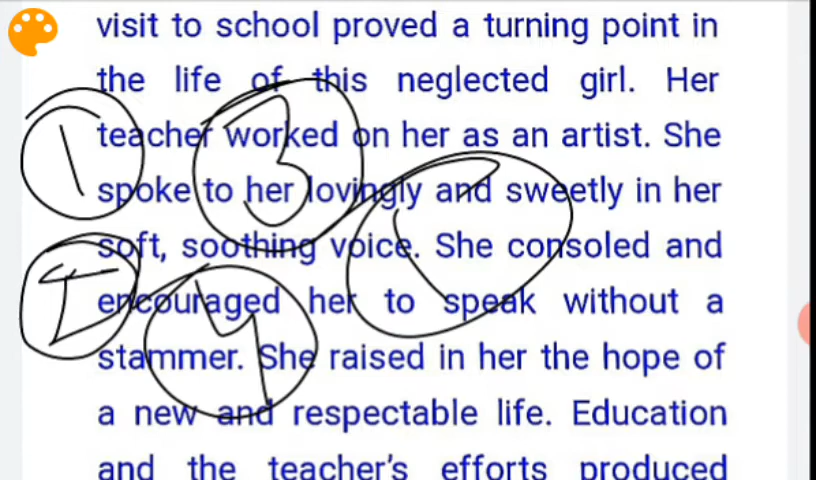 visit to school proved a turning point in
the life of this neglected girl. Her
teacher worked on her as an artist. She
spoke to her lovingly and sweetly in her
soft, soothing voice. She consoled and
encouraged her to speak without a
stammer. She raised in her the hope of
a new and respectable life. Education
and the teacher's efforts produced
1
3
4